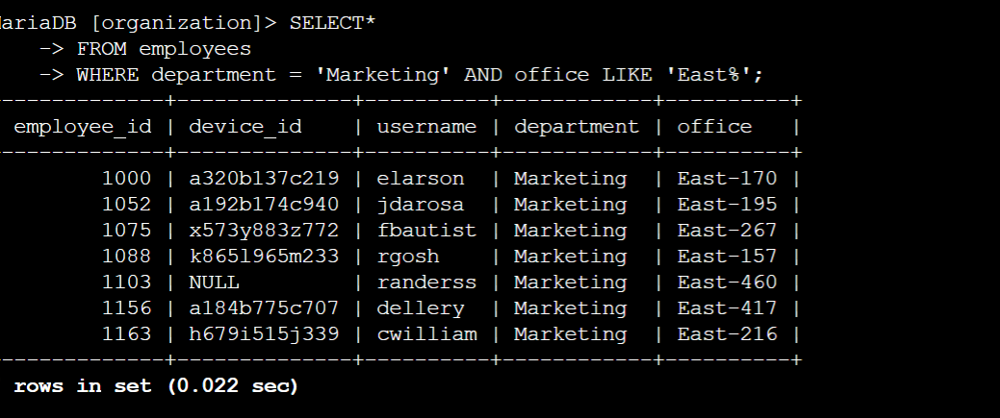 ariaDB [organization]> SELECT*
    -> FROM employees
    -> WHERE department = 'Marketing' AND office LIKE 'East%';
-------------+--------------+----------+------------+----------+
 employee_id | device_id    | username | department | office   |
-------------+--------------+----------+------------+----------+
        1000 | a320b137c219 | elarson  | Marketing  | East-170 |
        1052 | a192b174c940 | jdarosa  | Marketing  | East-195 |
        1075 | x573y883z772 | fbautist | Marketing  | East-267 |
        1088 | k865l965m233 | rgosh    | Marketing  | East-157 |
        1103 | NULL         | randerss | Marketing  | East-460 |
        1156 | a184b775c707 | dellery  | Marketing  | East-417 |
        1163 | h679i515j339 | cwilliam | Marketing  | East-216 |
-------------+--------------+----------+------------+----------+
 rows in set (0.022 sec)